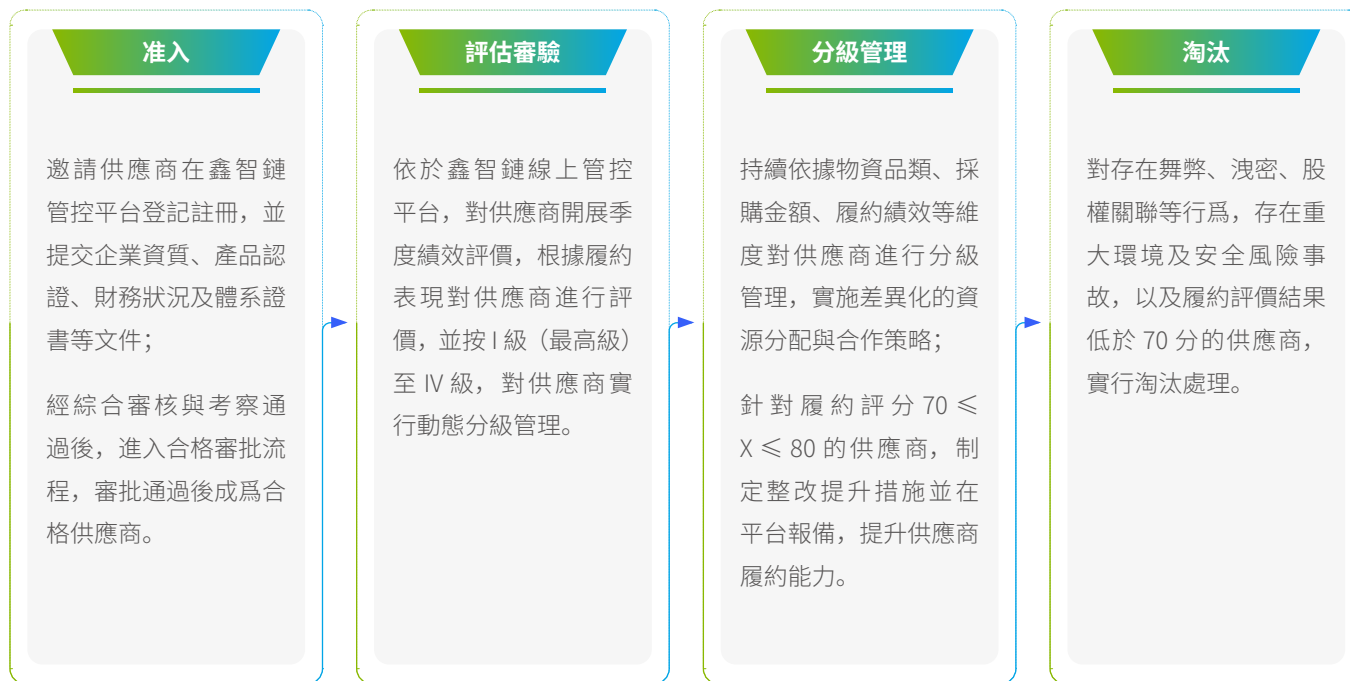 准入
邀請供應商在鑫智鏈
管控平台登記註冊，並
提交企業資質、產品認
證、財務狀況及體系證
書等文件；
經綜合審核與考察通
過後，進入合格審批流
程，審批通過後成爲合
格供應商。
評估審驗
依於鑫智鏈線上管控
平台，對供應商開展季
度績效評價，根據履約
表現對供應商進行評
價，並按 I 級（最高級）
至 IV 級，對供應商實
行動態分級管理。
分級管理
持續依據物資品類、採
購金額、履約績效等維
度對供應商進行分級
管理，實施差異化的資
源分配與合作策略；
針對履約評分 70 ≤
X ≤ 80 的供應商，制
定整改提升措施並在
平台報備，提升供應商
履約能力。
淘汰
對存在舞弊、洩密、股
權關聯等行爲，存在重
大環境及安全風險事
故，以及履約評價結果
低於 70 分的供應商，
實行淘汰處理。